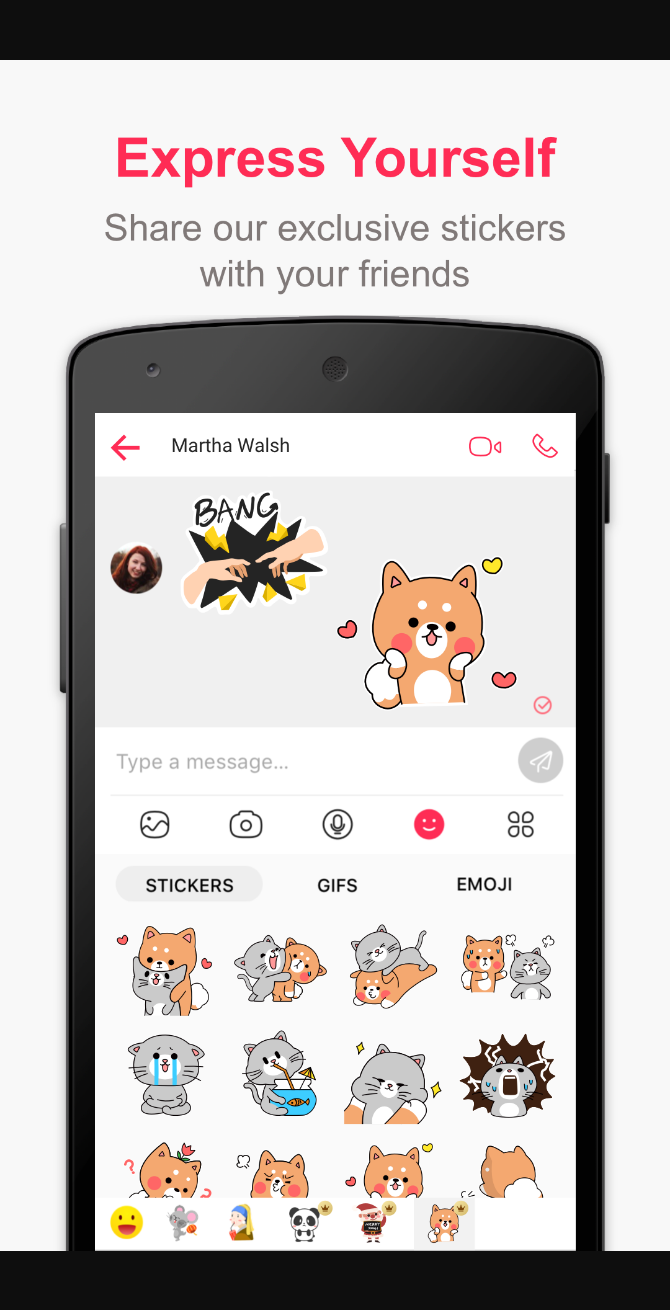 Express Yourself
Share our exclusive stickers
with your friends
Martha Walsh
BANG
Type a message...
STICKERS
GIFS
EMOJI